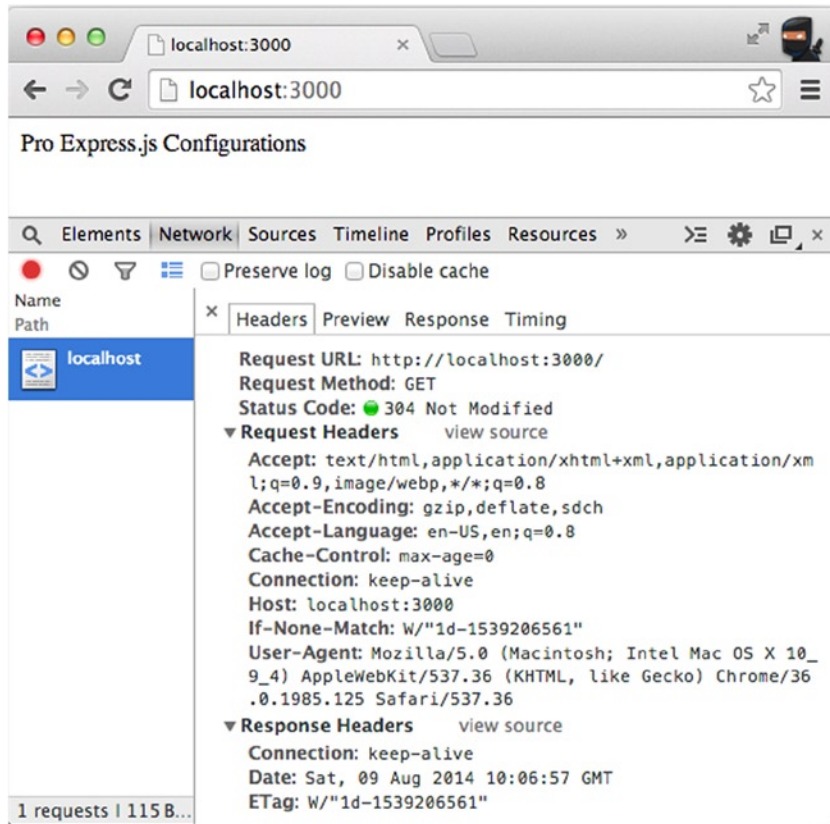 localhost:3000
localhost:3000
Pro Express.js Configurations
Elements Network Sources Timeline Profiles Resources »
Preserve log Disable cache
Name
Path
Headers Preview Response Timing
localhost
Request URL: http://localhost:3000/
Request Method: GET
Status Code: 304 Not Modified
Request Headers view source
Accept: text/html,application/xhtml+xml,application/xm
l;q=0.9,image/webp,*/*;q=0.8
Accept-Encoding: gzip,deflate,sdch
Accept-Language: en-US,en;q=0.8
Cache-Control: max-age=0
Connection: keep-alive
Host: localhost:3000
If-None-Match: W/"1d-1539206561"
User-Agent: Mozilla/5.0 (Macintosh; Intel Mac OS X 10_
9_4) AppleWebKit/537.36 (KHTML, like Gecko) Chrome/36
.0.1985.125 Safari/537.36
Response Headers view source
Connection: keep-alive
Date: Sat, 09 Aug 2014 10:06:57 GMT
ETag: W/"1d-1539206561"
1 requests | 115 B...